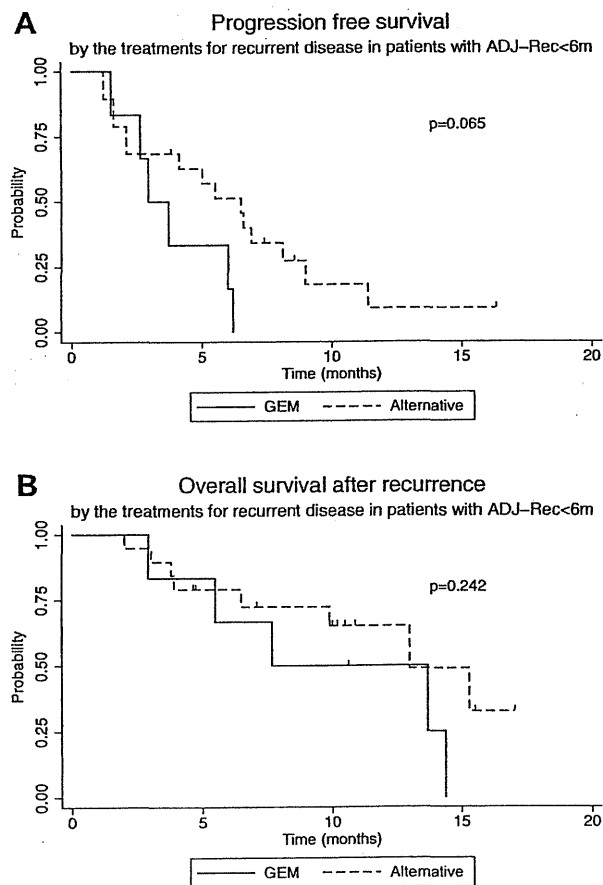 A
Progression free survival
by the treatments for recurrent disease in patients with ADJ-Rec<6m
1.00
0.75
0.50
0.25
0.00
Probability
p=0.065
0 5 10 15 20
Time (months)
GEM Alternative
B
Overall survival after recurrence
by the treatments for recurrent disease in patients with ADJ-Rec<6m
1.00
0.75
0.50
0.25
0.00
Probability
p=0.242
0 5 10 15 20
Time (months)
GEM Alternative